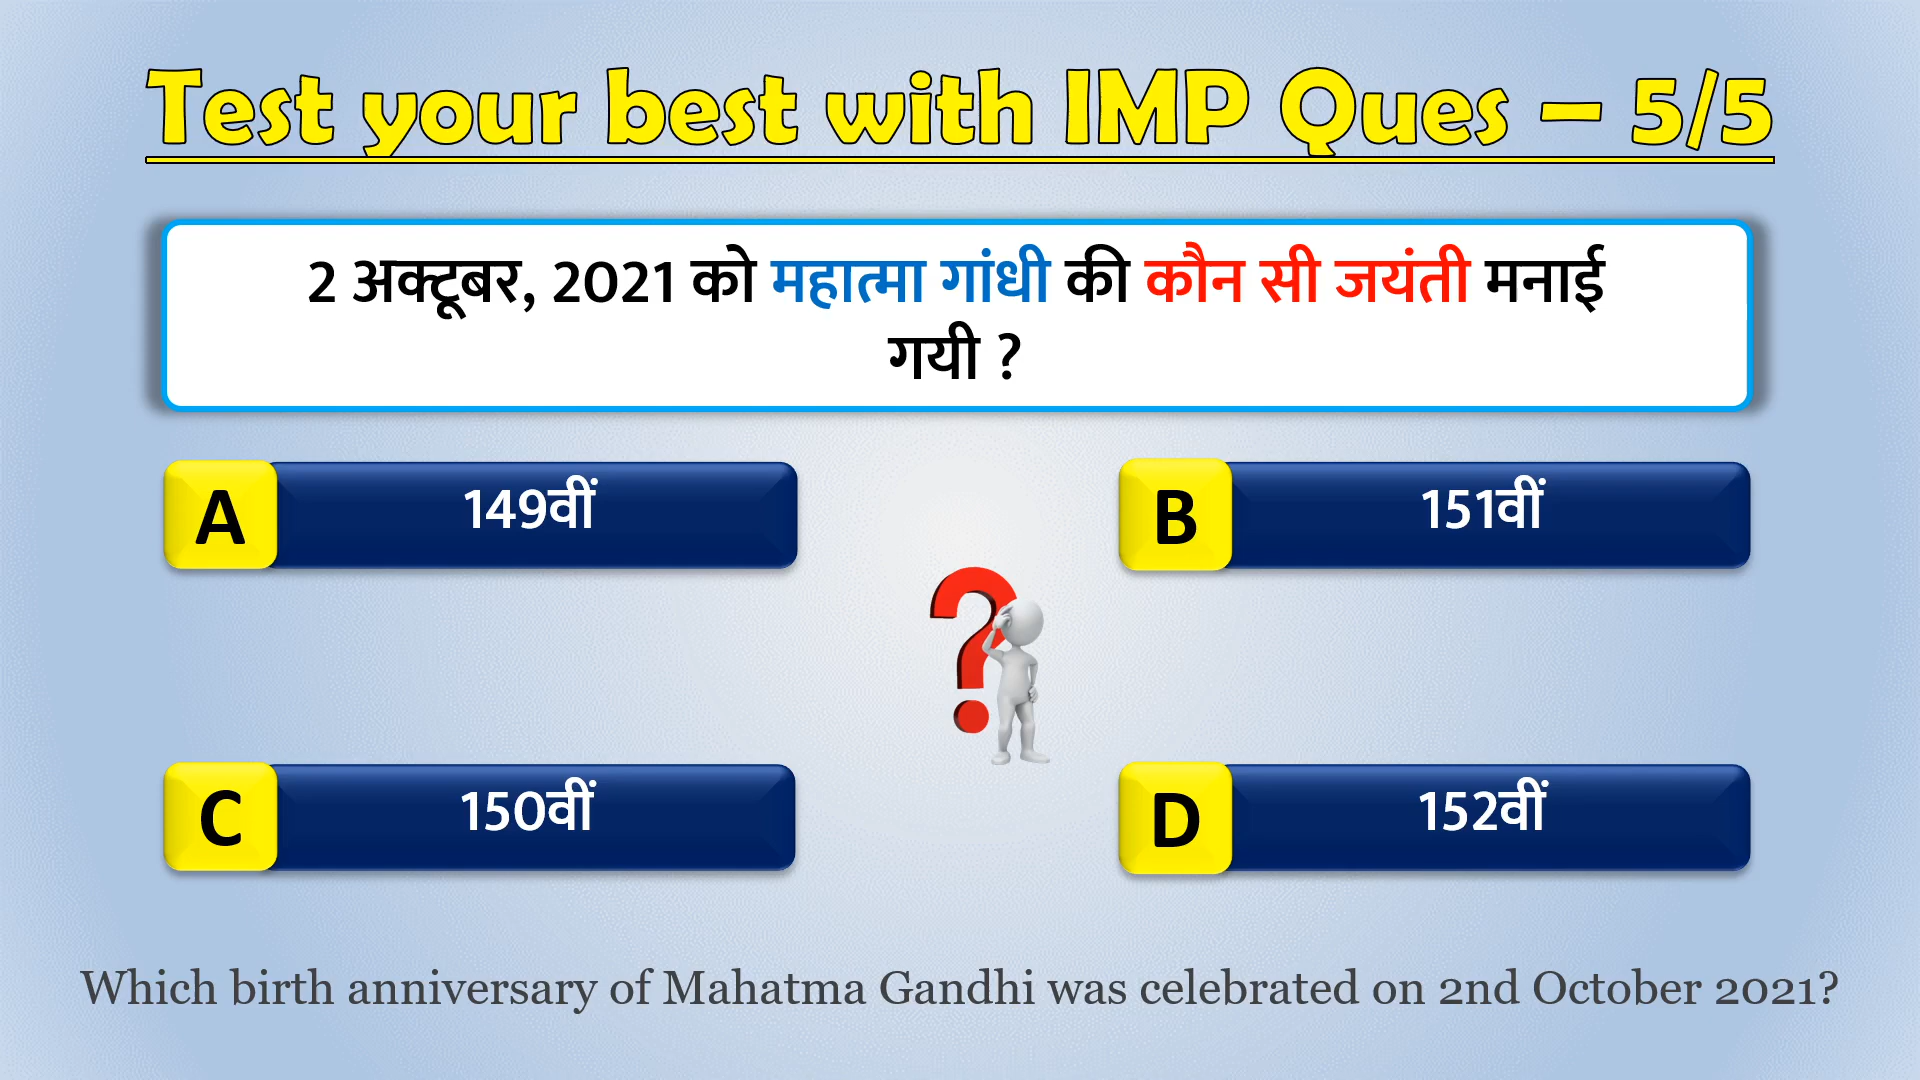 Test your best with IMP Ques – 5/5
2 अक्टूबर, 2021 को महात्मा गांधी की कौन सी जयंती मनाई
गयी ?
A 149वीं
B 151वीं
C 150वीं
D 152वीं
Which birth anniversary of Mahatma Gandhi was celebrated on 2nd October 2021?